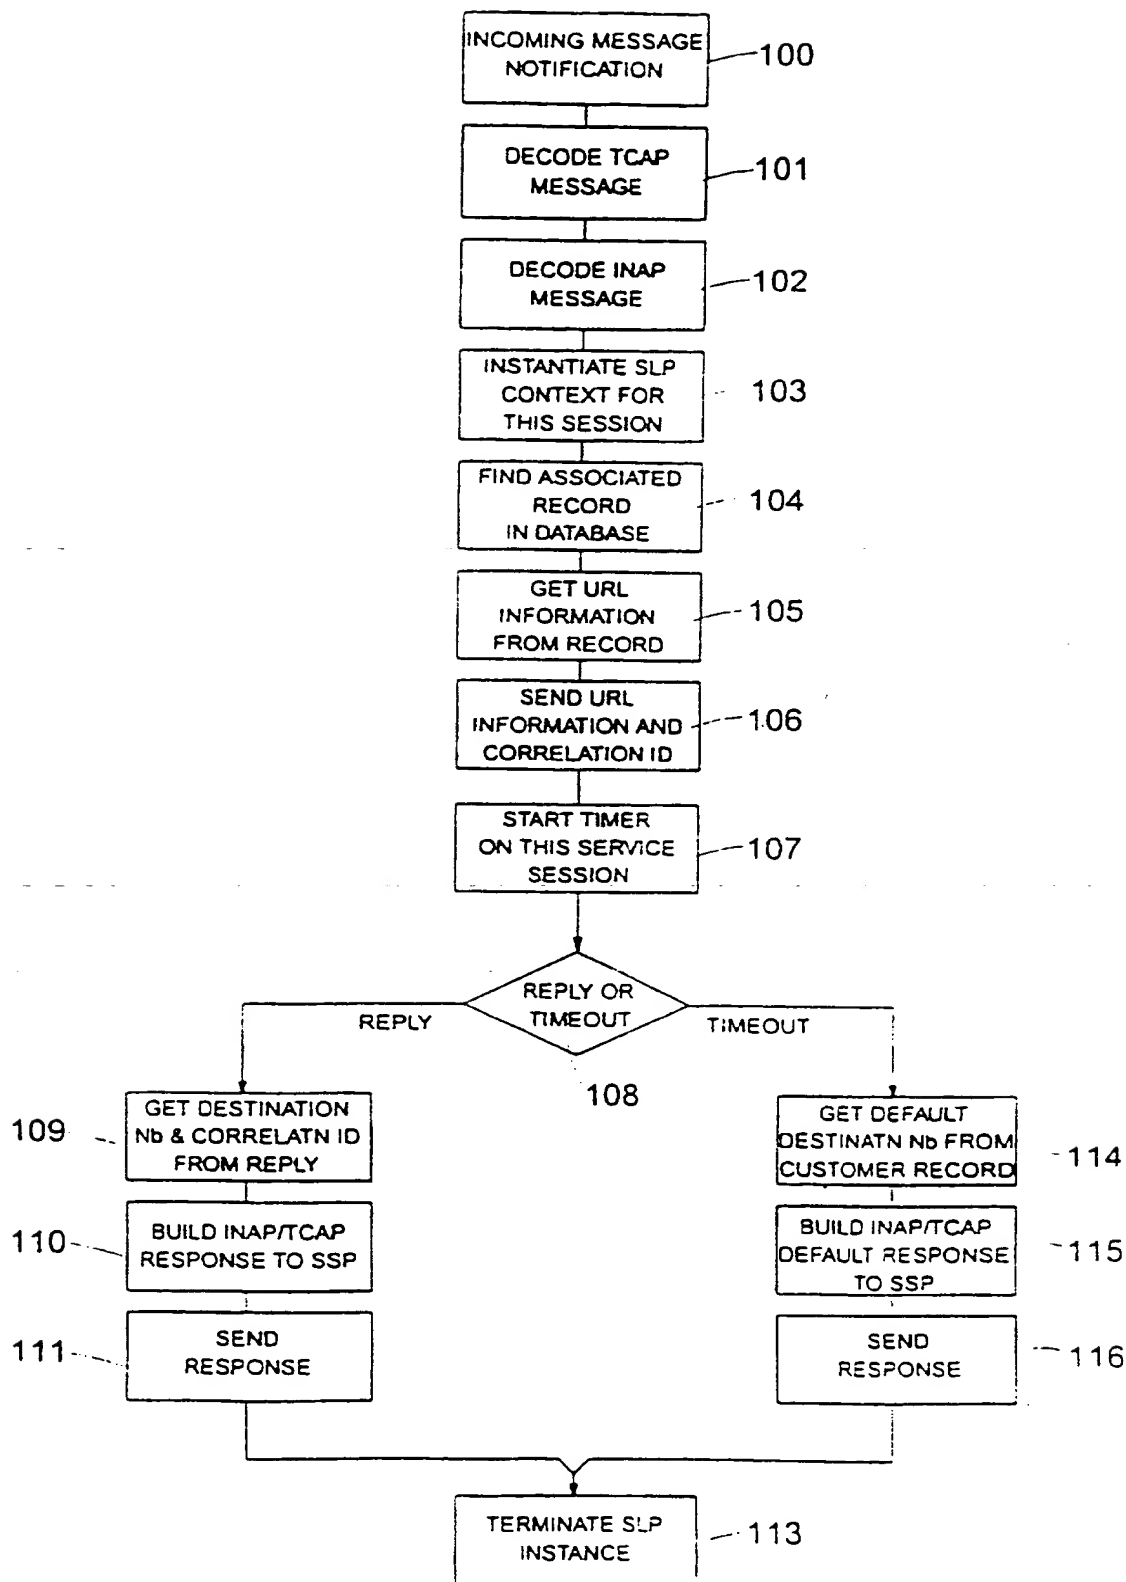 INCOMING MESSAGE
NOTIFICATION
100
DECODE TCAP
MESSAGE
101
DECODE INAP
MESSAGE
102
INSTANTIATE SLP
CONTEXT FOR
THIS SESSION
103
FIND ASSOCIATED
RECORD
IN DATABASE
104
GET URL
INFORMATION
FROM RECORD
105
SEND URL
INFORMATION AND
CORRELATION ID
106
START TIMER
ON THIS SERVICE
SESSION
107
REPLY OR
TIMEOUT
108
REPLY
TIMEOUT
109
GET DESTINATION
Nb & CORRELATN ID
FROM REPLY
110
BUILD INAP/TCAP
RESPONSE TO SSP
111
SEND
RESPONSE
GET DEFAULT
DESTINATN Nb FROM
CUSTOMER RECORD
114
BUILD INAP/TCAP
DEFAULT RESPONSE
TO SSP
115
SEND
RESPONSE
116
TERMINATE SLP
INSTANCE
113